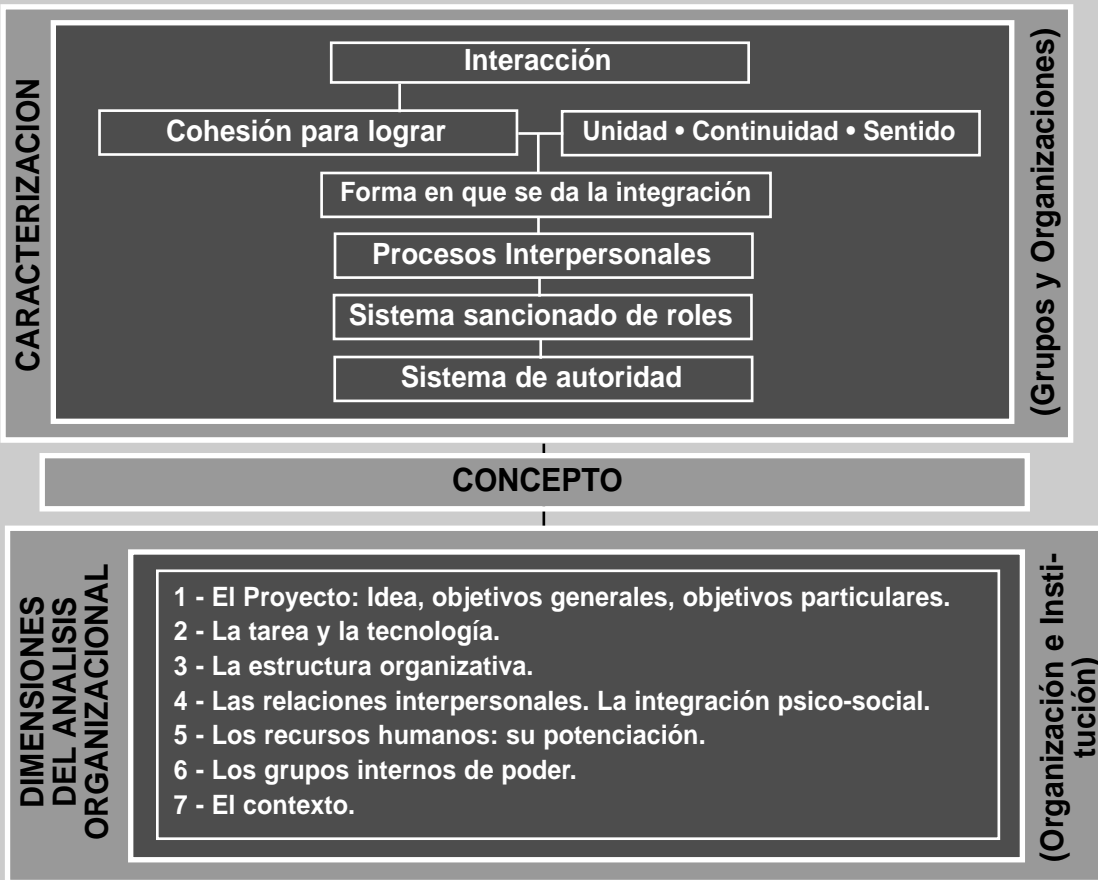 CARACTERIZACION
Interacción
Cohesión para lograr
Unidad • Continuidad • Sentido
Forma en que se da la integración
Procesos Interpersonales
Sistema sancionado de roles
Sistema de autoridad
(Grupos y Organizaciones)
CONCEPTO
DIMENSIONES
DEL ANALISIS
ORGANIZACIONAL
1 - El Proyecto: Idea, objetivos generales, objetivos particulares.
2 - La tarea y la tecnología.
3 - La estructura organizativa.
4 - Las relaciones interpersonales. La integración psico-social.
5 - Los recursos humanos: su potenciación.
6 - Los grupos internos de poder.
7 - El contexto.
(Organización e Insti-
tución)